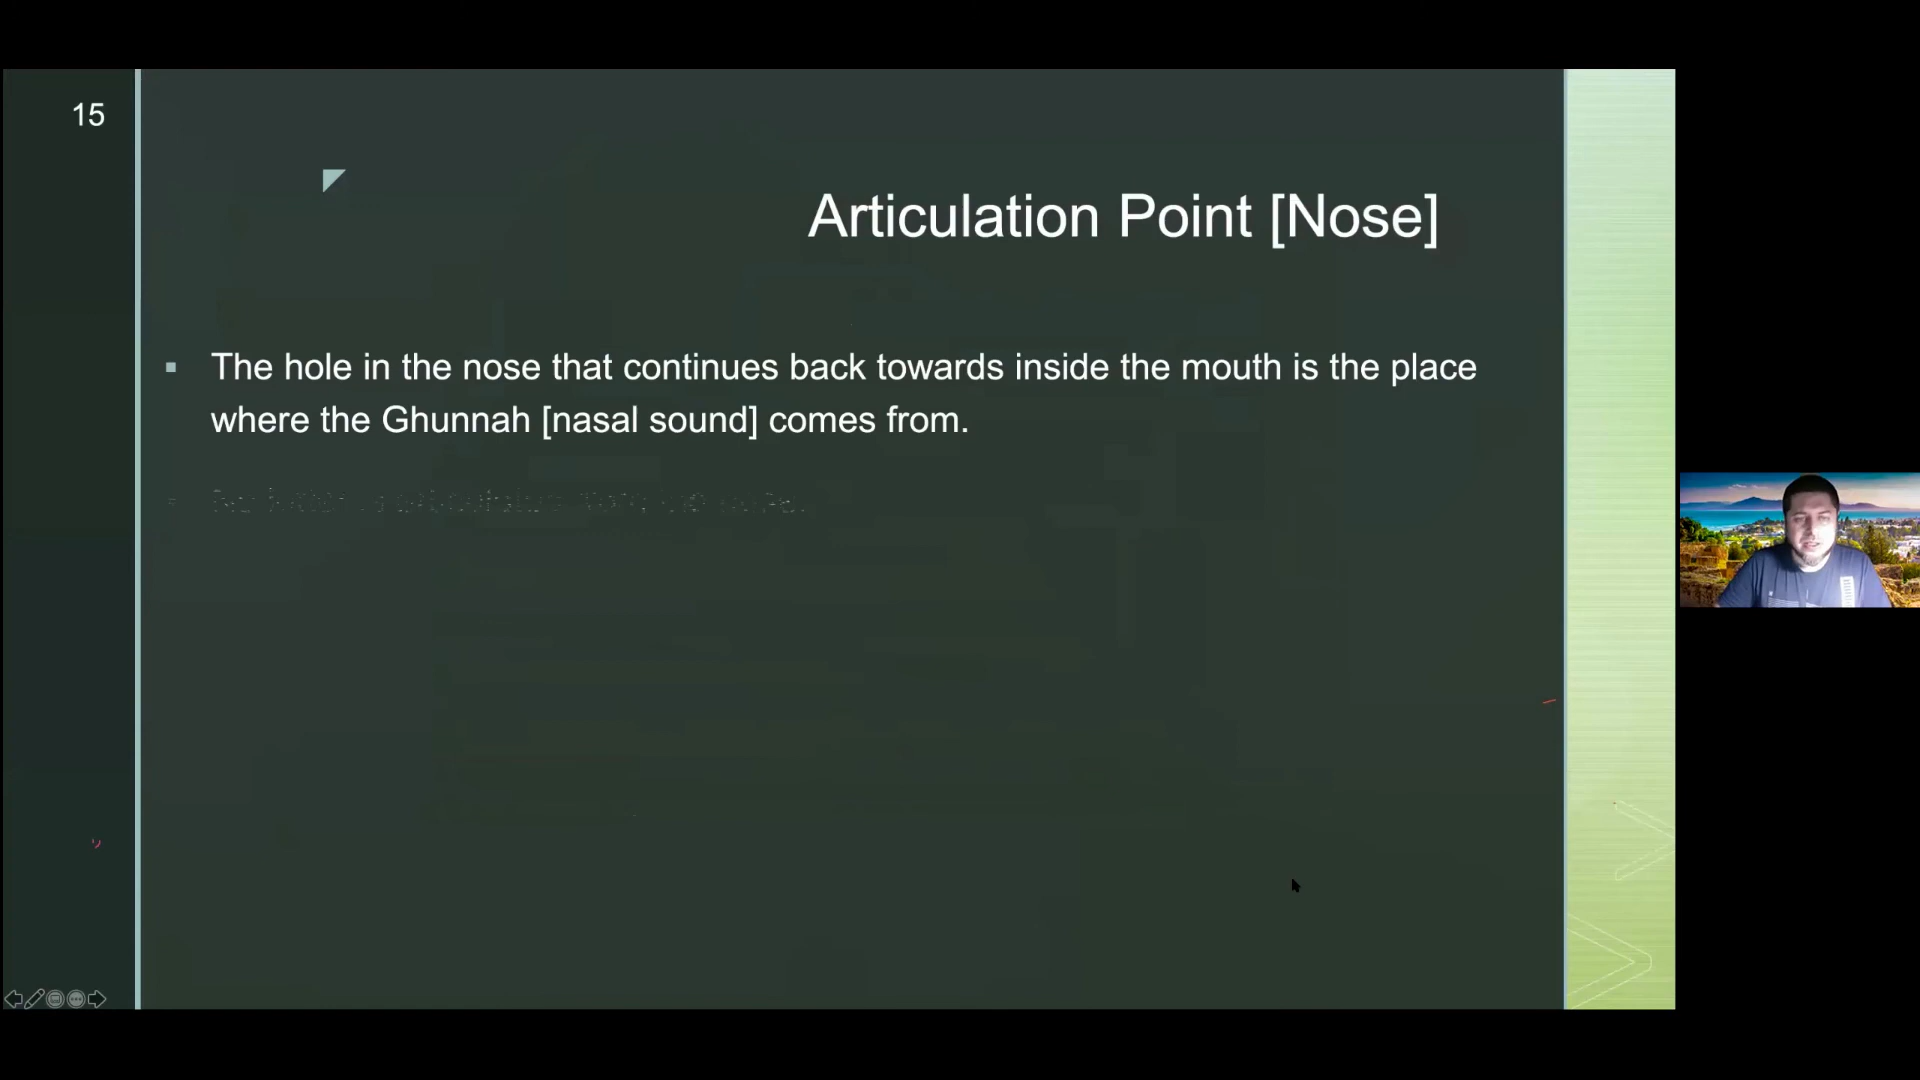 15
Articulation Point [Nose]
The hole in the nose that continues back towards inside the mouth is the place
where the Ghunnah [nasal sound] comes from.